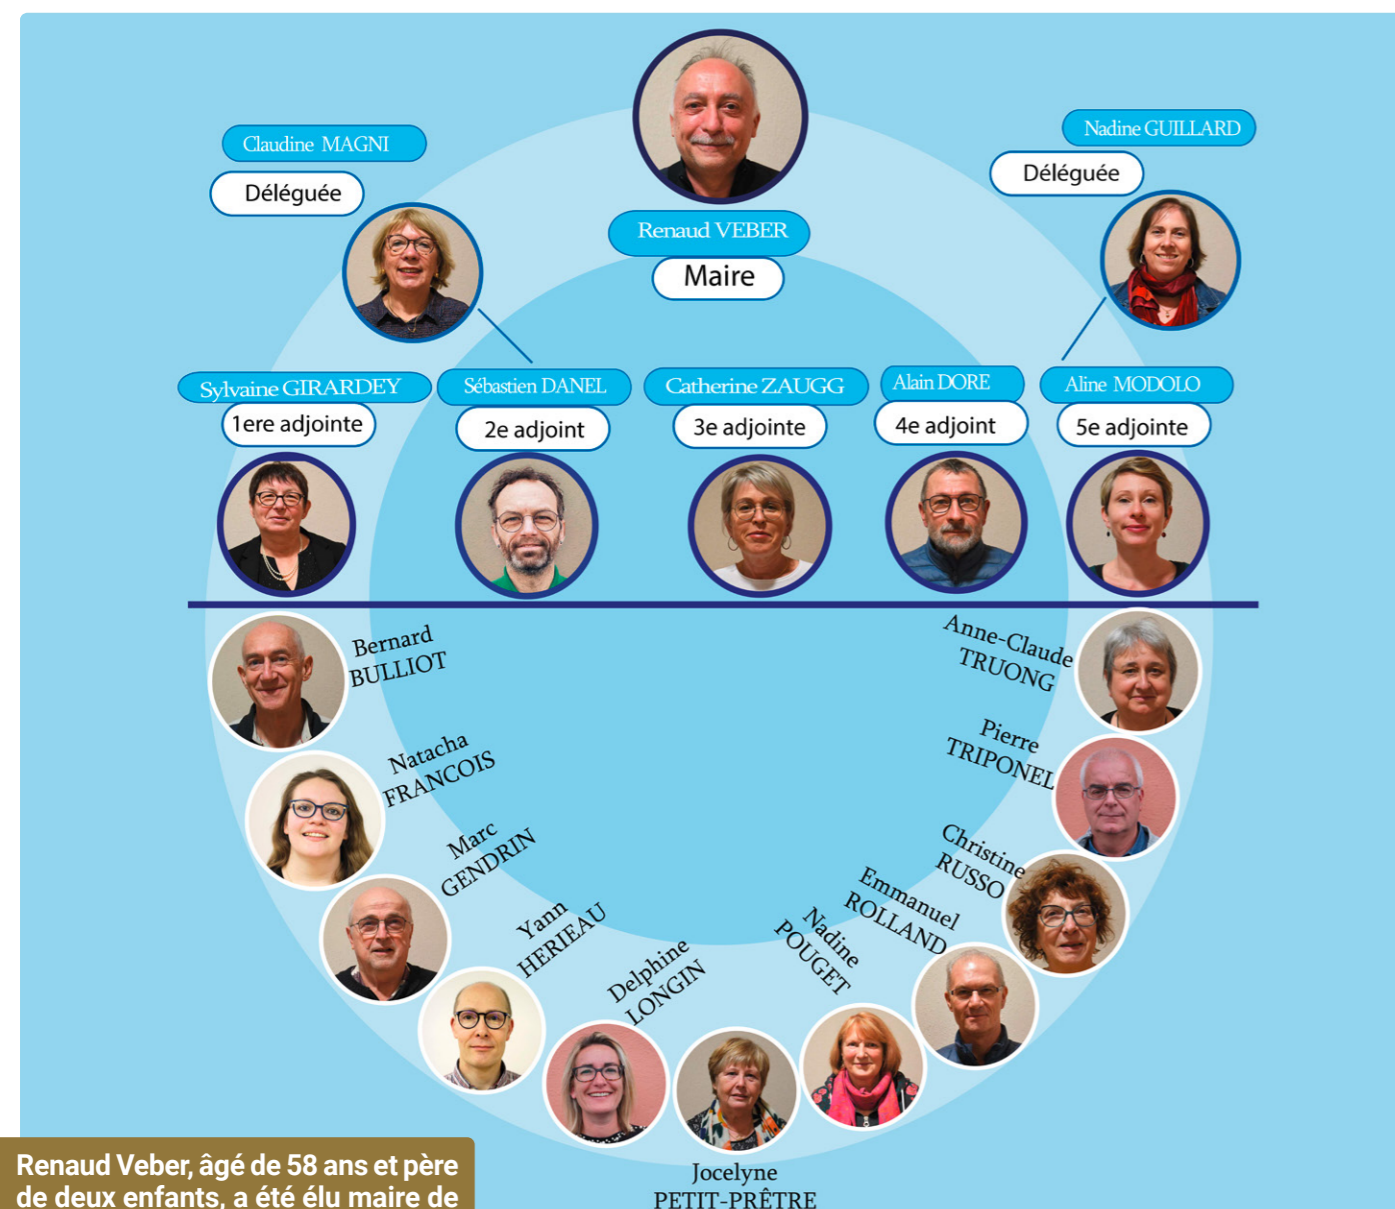 Claudine MAGNI
Déléguée
Nadine GUILLARD
Déléguée
Renaud VEBER
Maire
Sylvaine GIRARDEY
1ere adjointe
Sébastien DANEL
2e adjoint
Catherine ZAUGG
3e adjointe
Alain DORE
4e adjoint
Aline MODOLO
5e adjointe
Bernard
BULLIOT
Natacha
FRANCOIS
Marc
GENDRIN
Yann
HERIEAU
Delphine
LONGIN
Jocelyne
PETIT-PRÊTRE
Nadine
POUGET
Emmanuel
ROLLAND
Christine
RUSSO
Pierre
TRIPONEL
Anne-Claude
TRUONG
Renaud Veber, âgé de 58 ans et père
de deux enfants, a été élu maire de